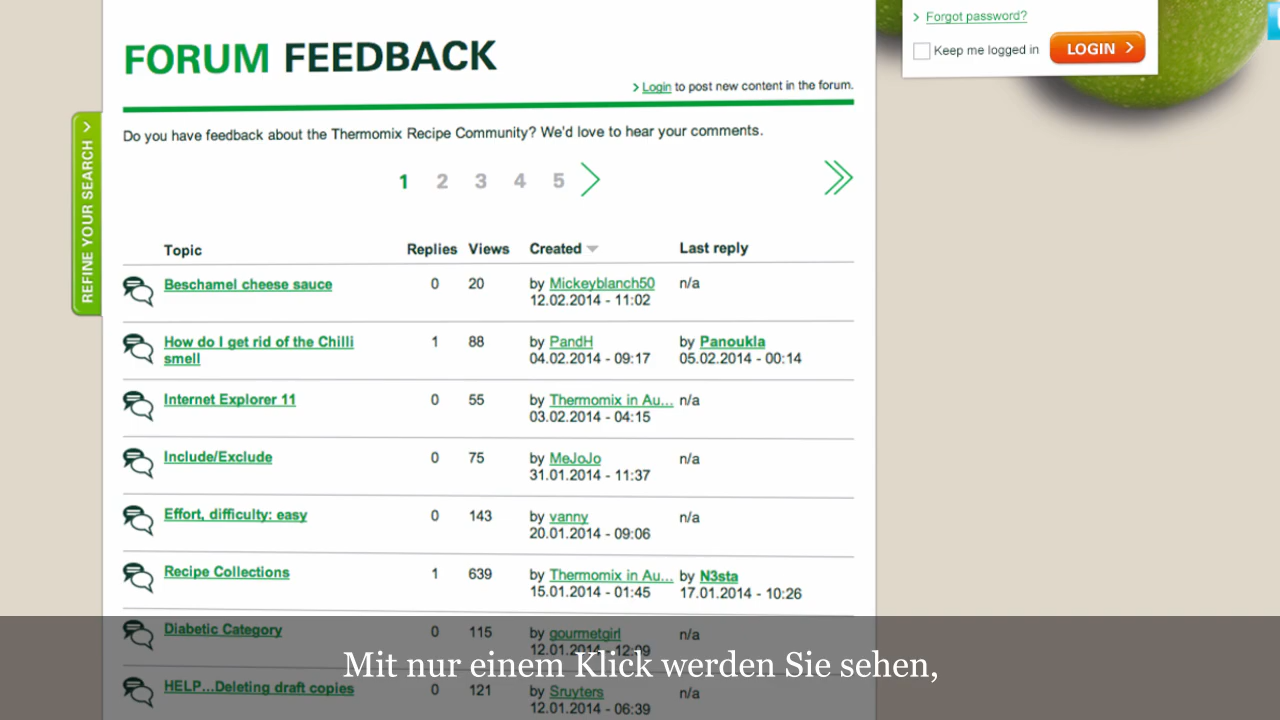 Forgot password?
Keep me logged in
LOGIN
FORUM FEEDBACK
Login to post new content in the forum.
REFINE YOUR SEARCH
Do you have feedback about the Thermomix Recipe Community? We'd love to hear your comments.
1 2 3 4 5
Topic Replies Views Created Last reply
Beschamel cheese sauce 0 20 by Mickeyblanch50 n/a
12.02.2014 - 11:02
How do I get rid of the Chilli 1 88 by PandH by Panoukla
smell 04.02.2014 - 09:17 05.02.2014 - 00:14
Internet Explorer 11 0 55 by Thermomix in Au... n/a
03.02.2014 - 04:15
Include/Exclude 0 75 by MeJoJo n/a
31.01.2014 - 11:37
Effort, difficulty: easy 0 143 by vanny n/a
20.01.2014 - 09:06
Recipe Collections 1 639 by Thermomix in Au... by N3sta
15.01.2014 - 01:45 17.01.2014 - 10:26
Diabetic Category 0 115 by gourmetgirl n/a
12.01.2014 - 12:09
Mit nur einem Klick werden Sie sehen,
HELP...Deleting draft copies 0 121 by Sruyters n/a
12.01.2014 - 06:39